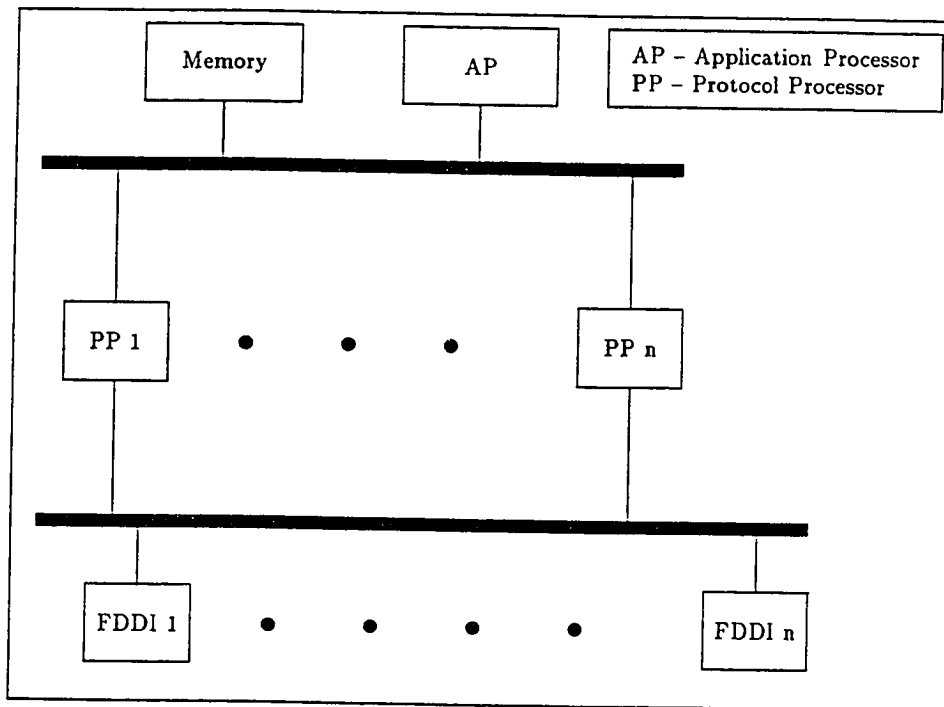 Memory
AP
AP – Application Processor
PP – Protocol Processor
PP 1
PP n
FDDI 1
FDDI n